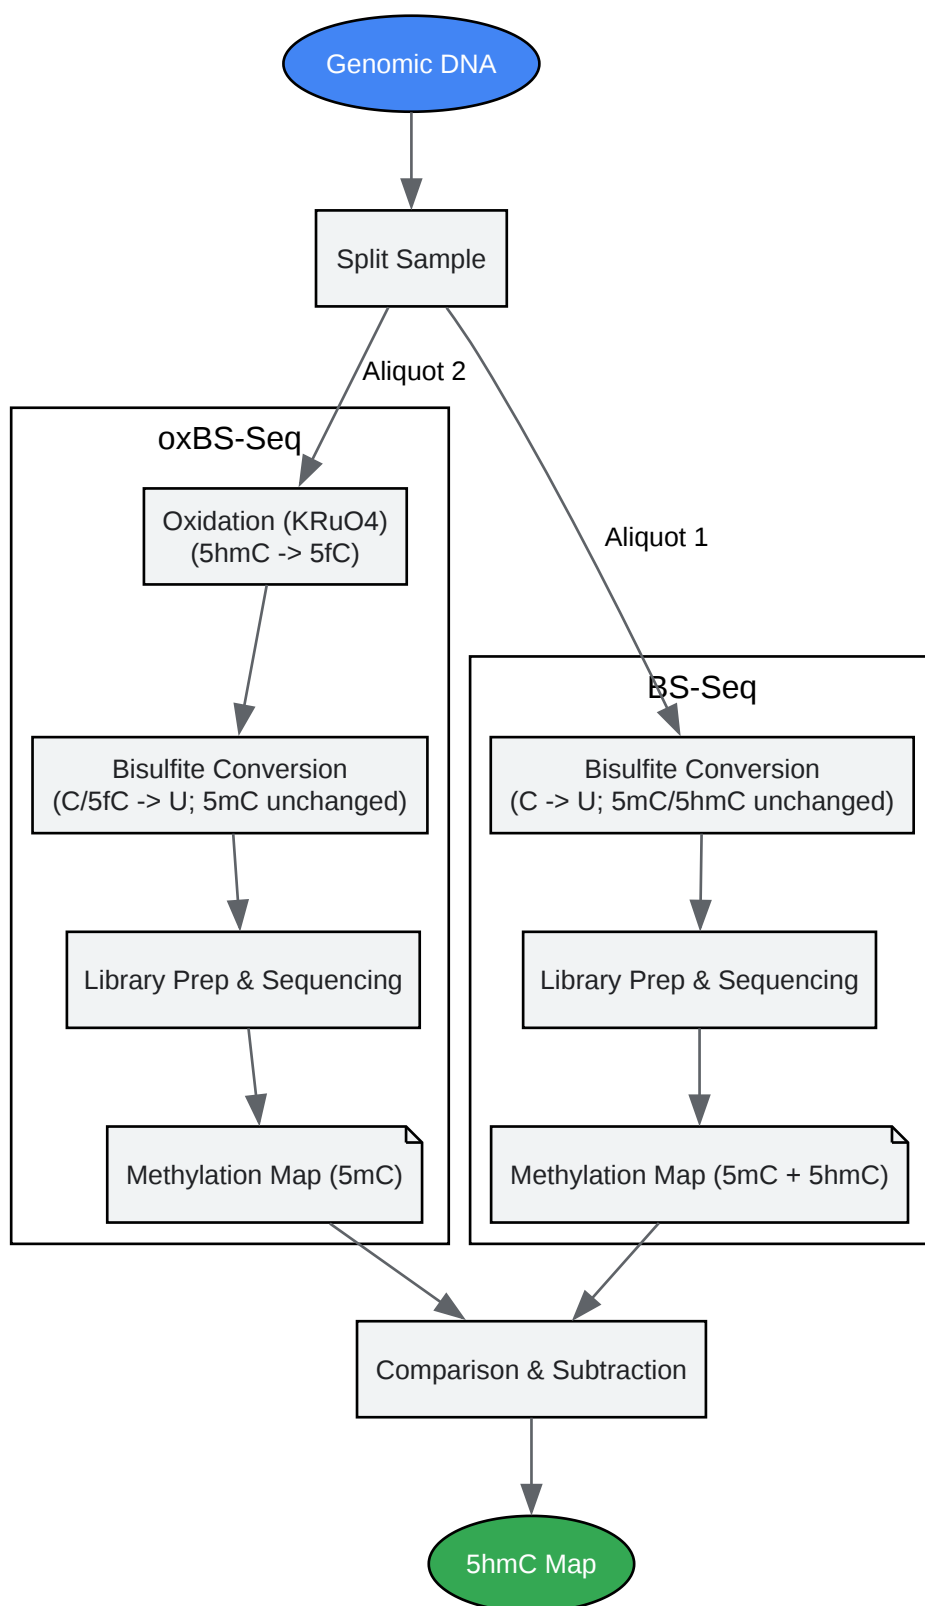 Genomic DNA
Split Sample
Aliquot 2
Aliquot 1
oxBS-Seq
Oxidation (KRuO4)
(5hmC -> 5fC)
Bisulfite Conversion
(C/5fC -> U; 5mC unchanged)
Library Prep & Sequencing
Methylation Map (5mC)
BS-Seq
Bisulfite Conversion
(C -> U; 5mC/5hmC unchanged)
Library Prep & Sequencing
Methylation Map (5mC + 5hmC)
Comparison & Subtraction
5hmC Map